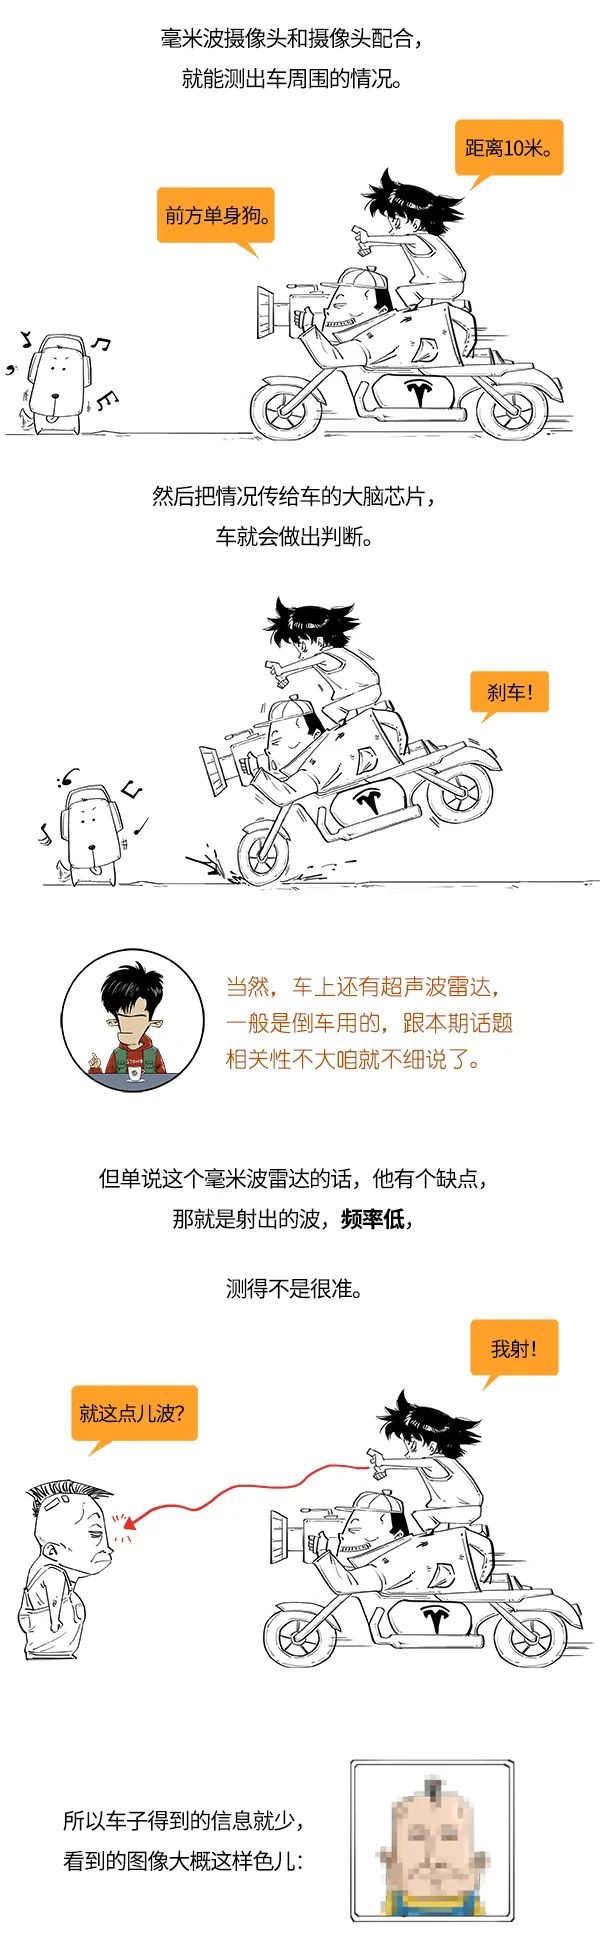 毫米波摄像头和摄像头配合，
就能测出车周围的情况。
距离10米。
前方单身狗。
然后把情况传给车的大脑芯片，
车就会做出判断。
刹车！
当然，车上还有超声波雷达，
一般是倒车用的，跟本期话题
相关性不大咱就不细说了。
但单说这个毫米波雷达的话，他有个缺点，
那就是射出的波，频率低，
测得不是很准。
我射！
就这点儿波？
所以车子得到的信息就少，
看到的图像大概这样色儿：